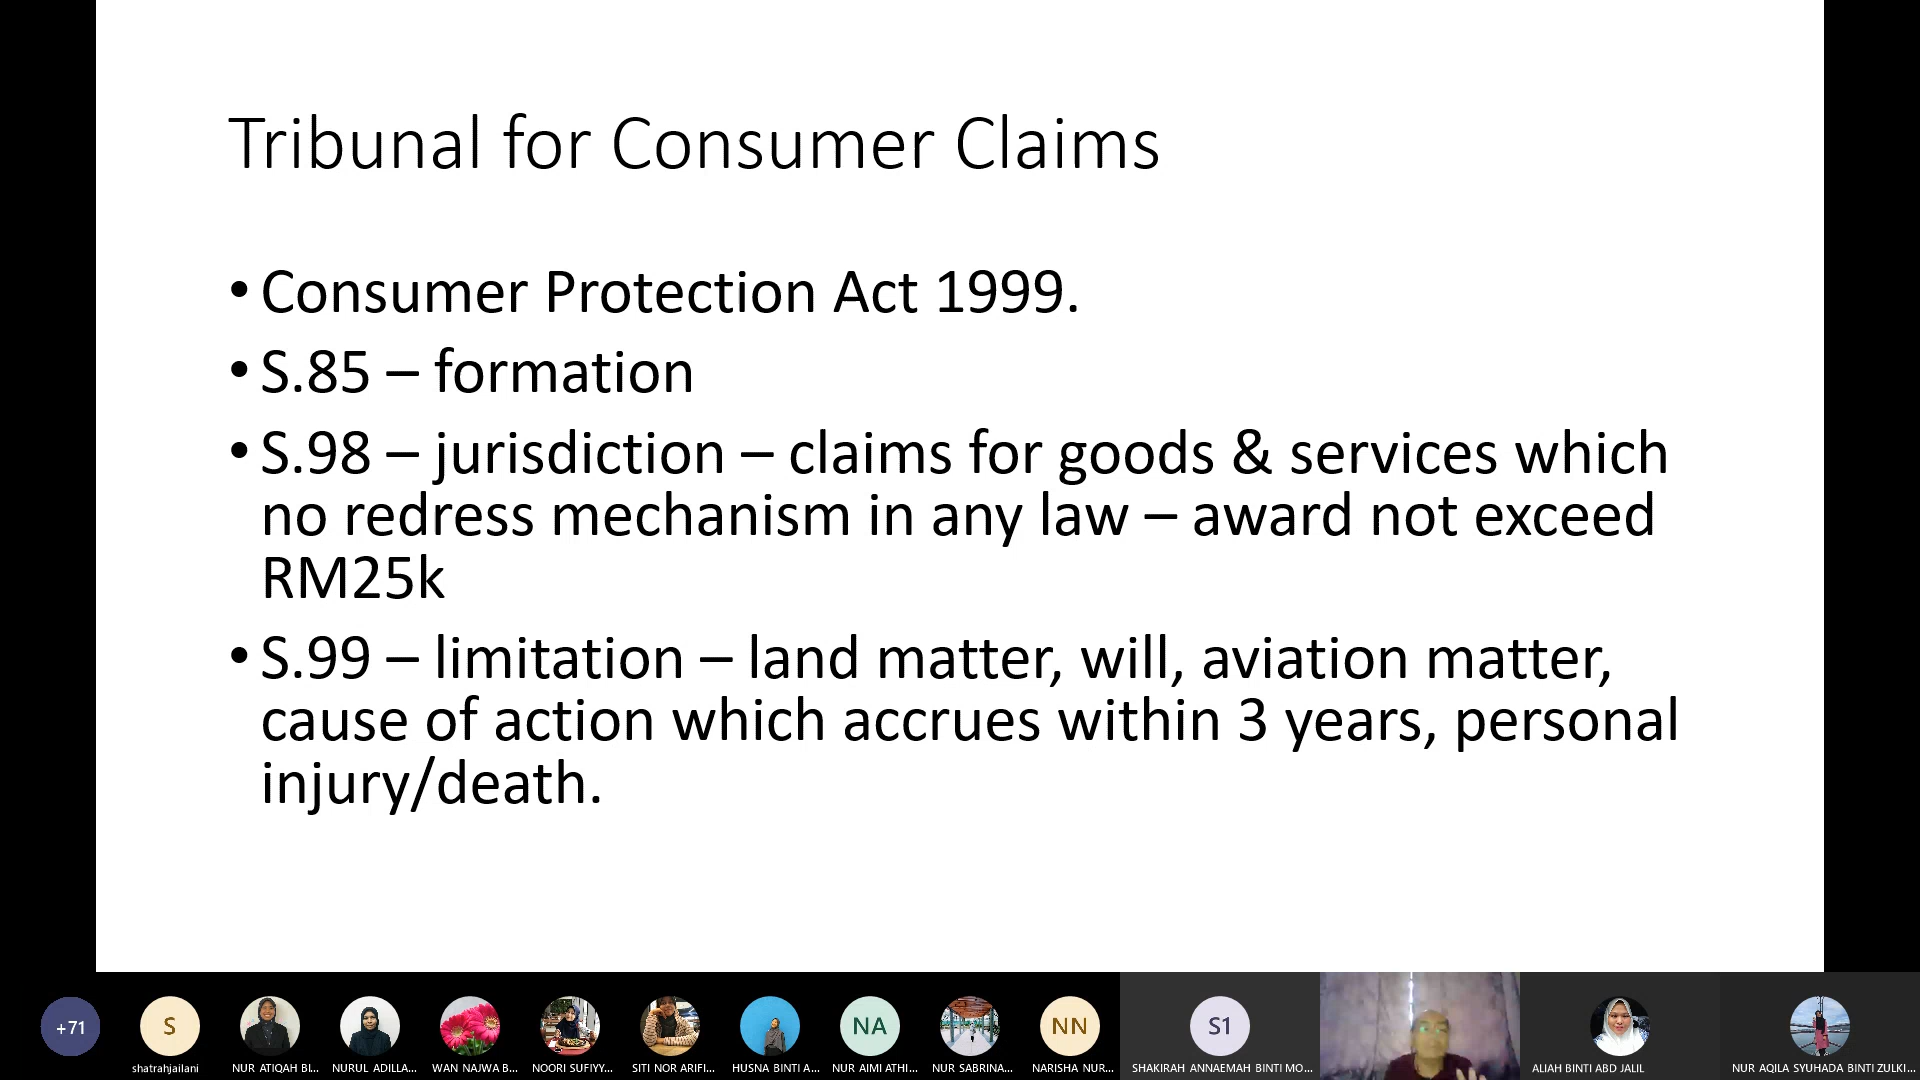 Tribunal for Consumer Claims
• Consumer Protection Act 1999.
• S.85 – formation
• S.98 – jurisdiction – claims for goods & services which
no redress mechanism in any law – award not exceed
RM25k
• S.99 – limitation – land matter, will, aviation matter,
cause of action which accrues within 3 years, personal
injury/death.
+71
S
NA
NN
S1
shatrahjailani
NUR ATIQAH BI...
NURUL ADILLA...
WAN NAJWA B...
NOORI SUFIYY...
SITI NOR ARIFI...
HUSNA BINTI A...
NUR AIMI ATHI...
NUR SABRINA...
NARISHA NUR...
SHAKIRAH ANNAEMAH BINTI MO...
ALIAH BINTI ABD JALIL
NUR AQILA SYUHADA BINTI ZULKI...